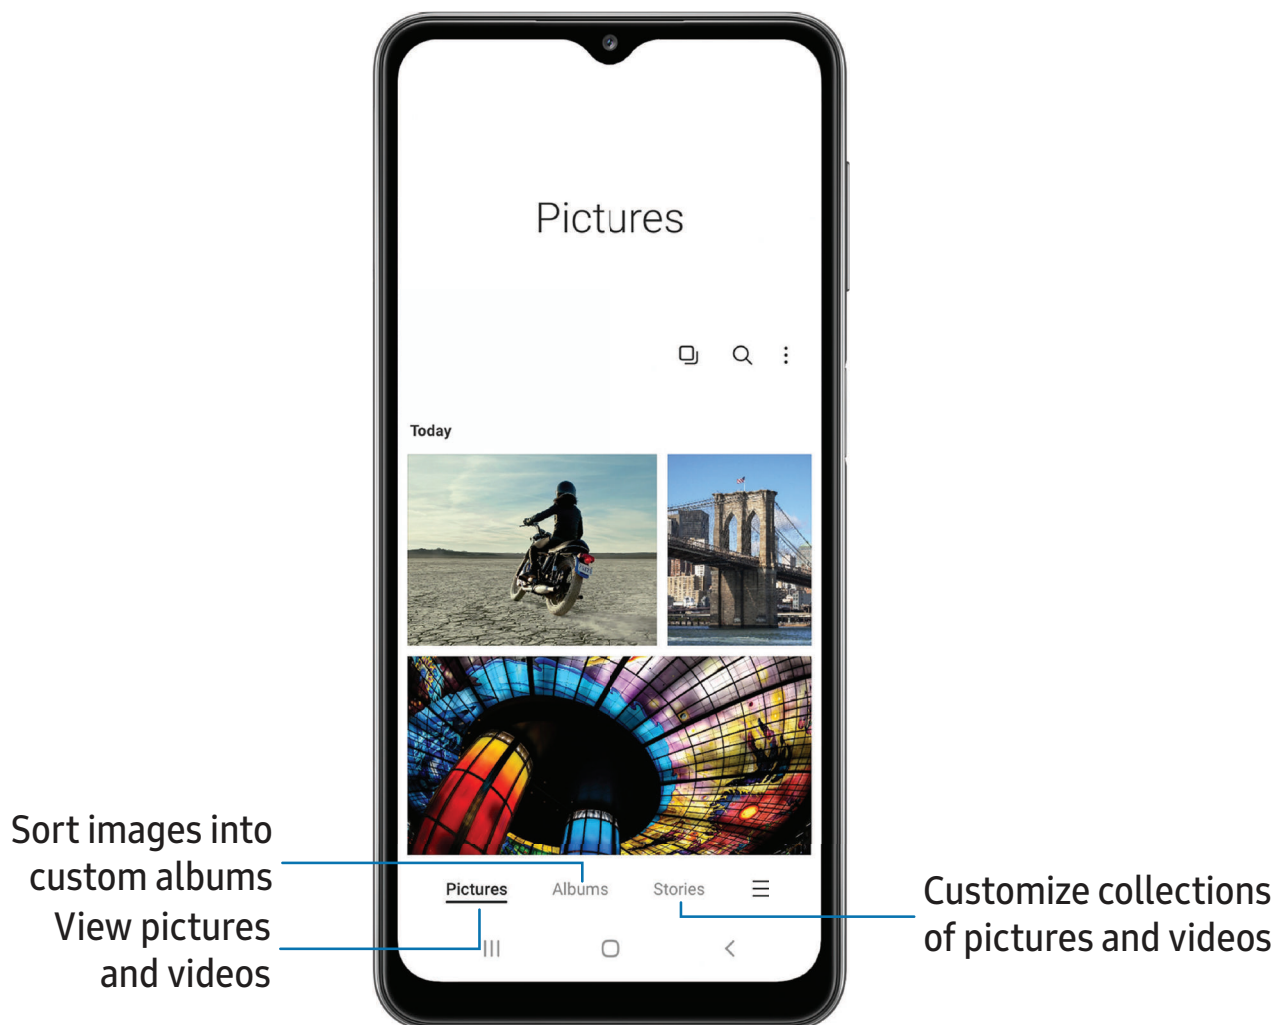 Pictures
Today
Sort images into
custom albums
View pictures
and videos
Pictures Albums Stories
Customize collections
of pictures and videos